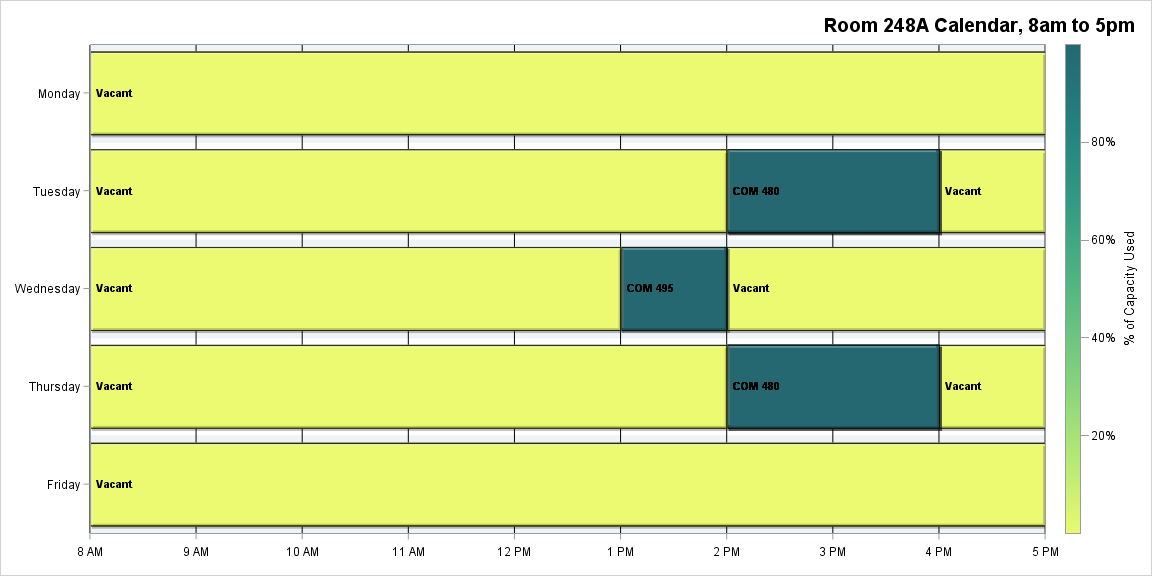 Room 248A Calendar, 8am to 5pm
Monday
Vacant
Tuesday
Vacant
COM 480
Vacant
Wednesday
Vacant
COM 495
Vacant
Thursday
Vacant
COM 480
Vacant
Friday
Vacant
8 AM
9 AM
10 AM
11 AM
12 PM
1 PM
2 PM
3 PM
4 PM
5 PM
80%
60%
40%
20%
% of Capacity Used